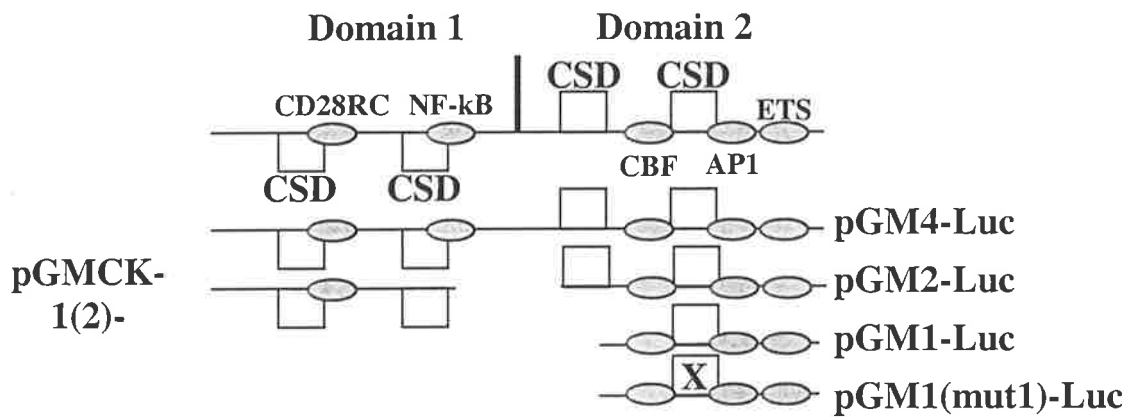 Domain 1 Domain 2
CSD CSD
CD28RC NF-kB ETS
CBF AP1
CSD CSD
pGM4-Luc
pGMCK-
1(2)-
pGM2-Luc
pGM1-Luc
X
pGM1(mut1)-Luc